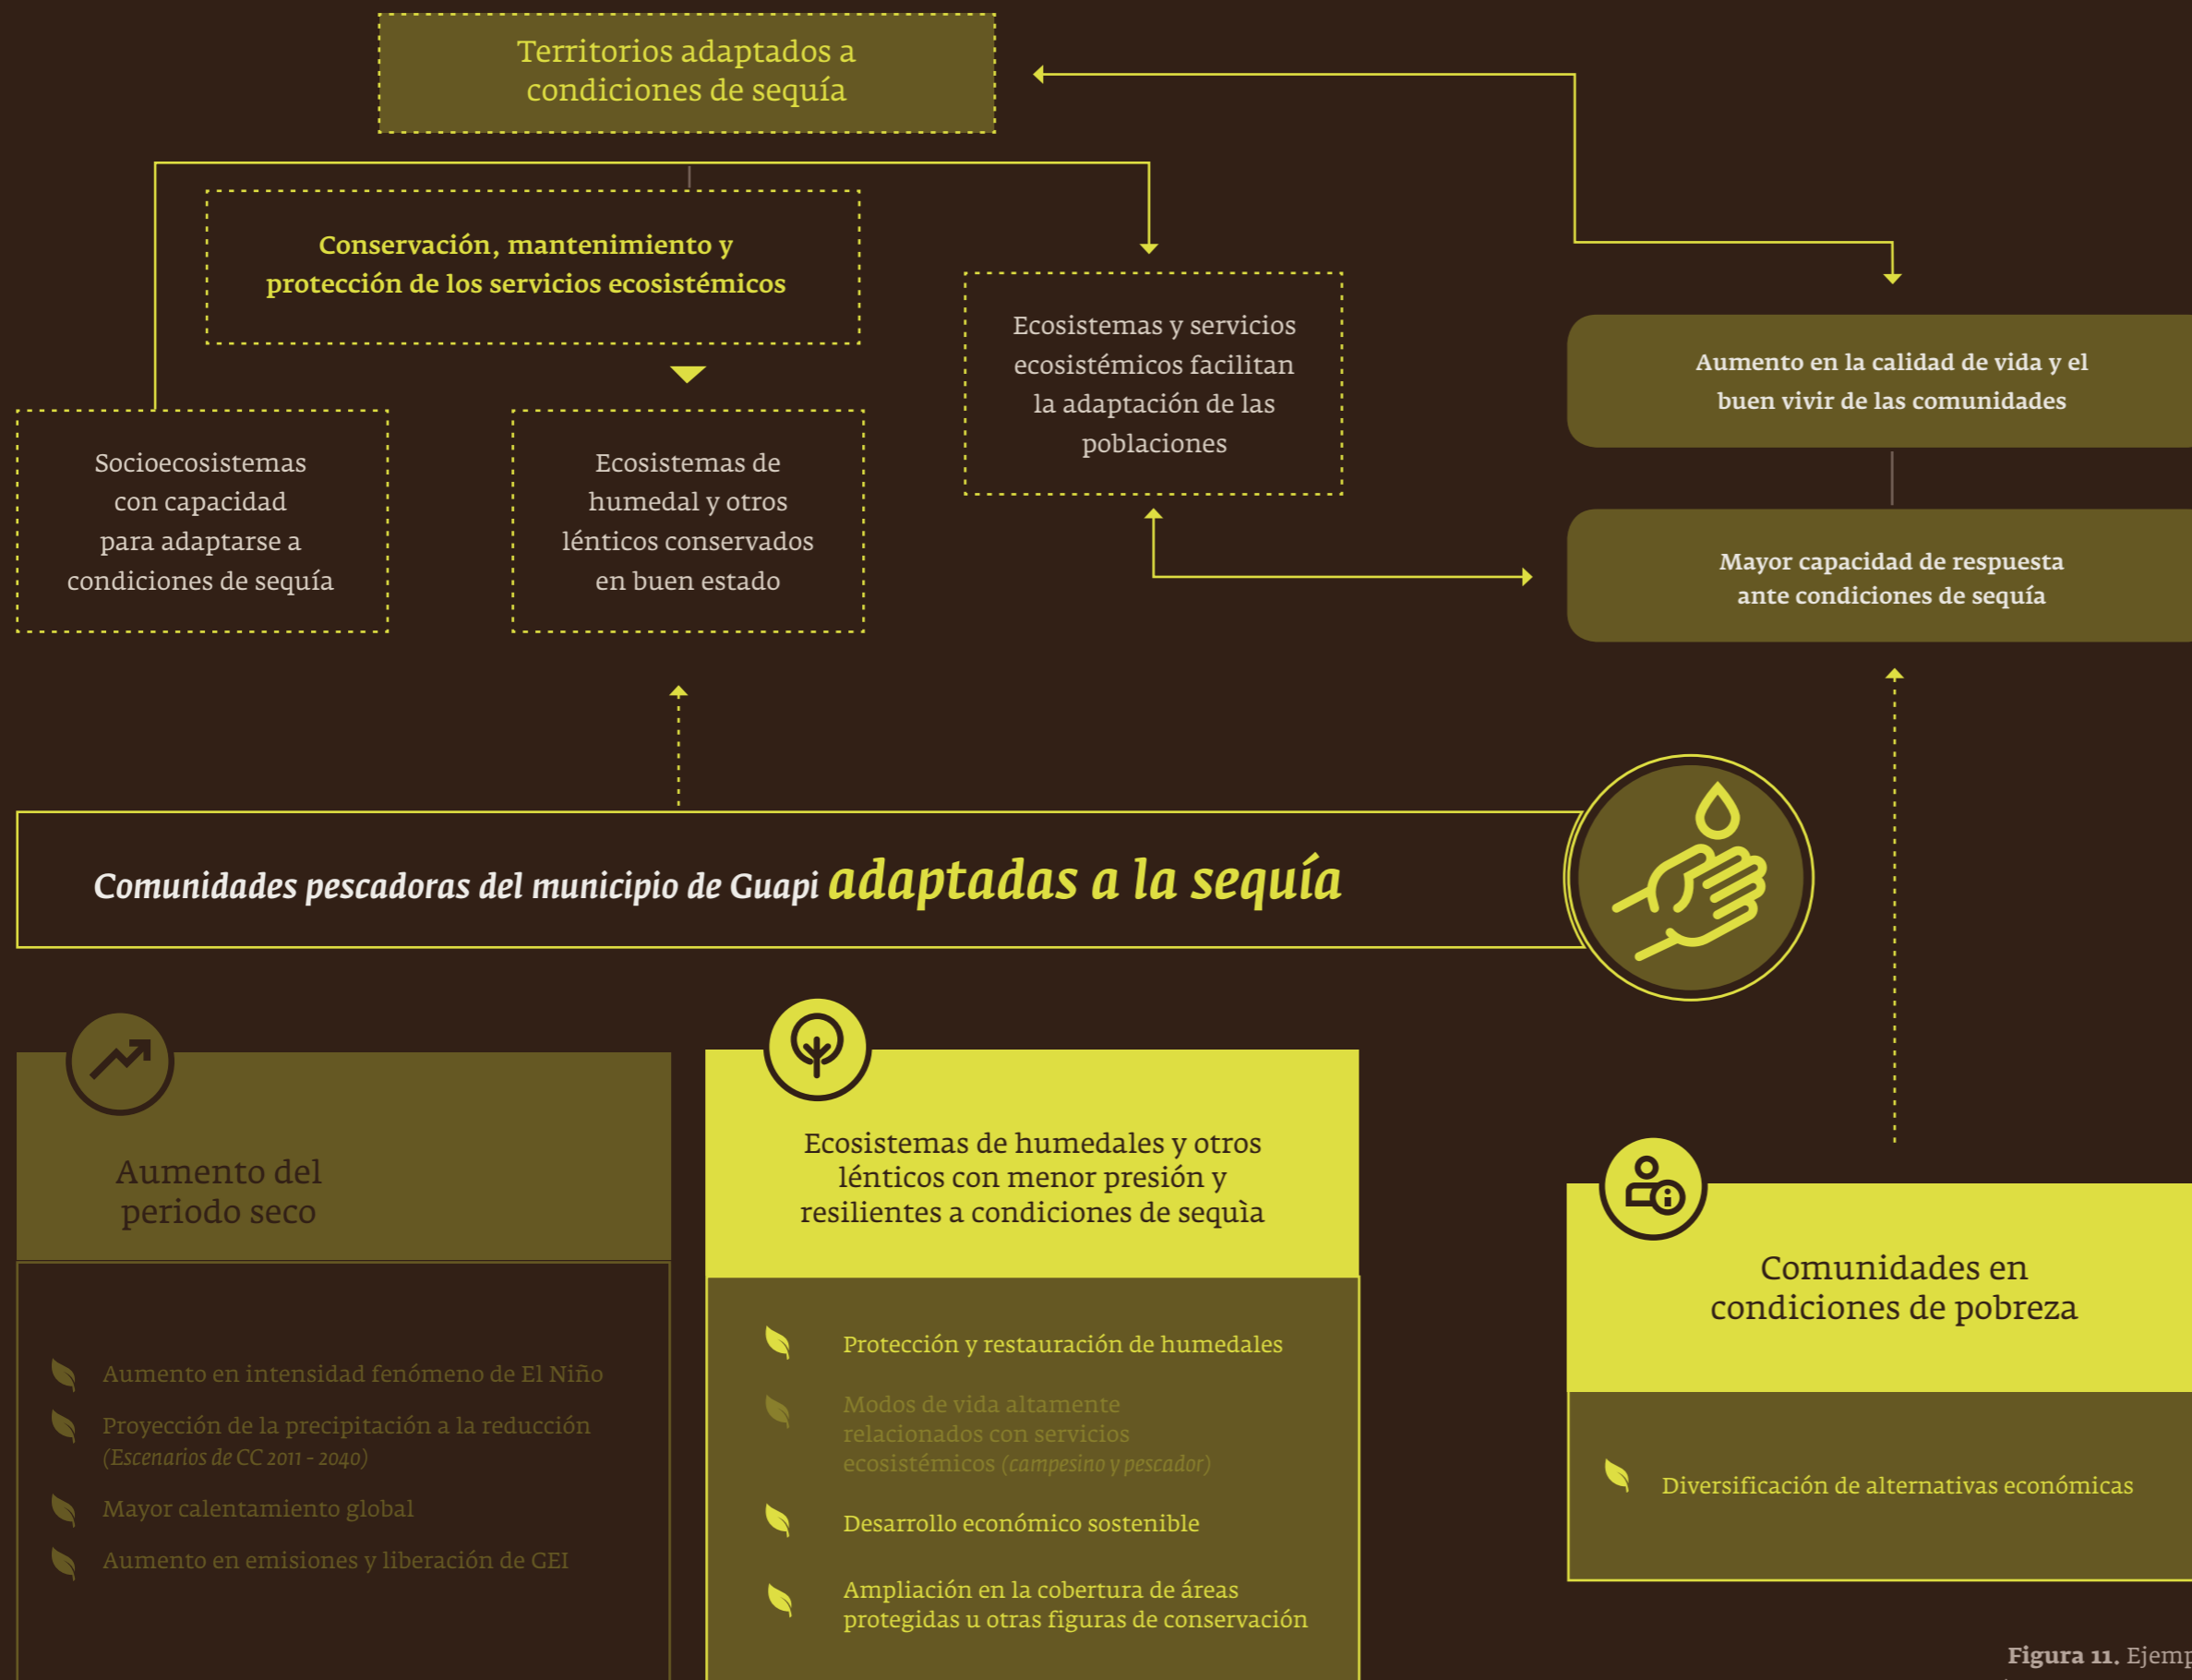 Territorios adaptados a
condiciones de sequía
Conservación, mantenimiento y
protección de los servicios ecosistémicos
Socioecosistemas
con capacidad
para adaptarse a
condiciones de sequía
Ecosistemas de
humedal y otros
lénticos conservados
en buen estado
Ecosistemas y servicios
ecosistémicos facilitan
la adaptación de las
poblaciones
Aumento en la calidad de vida y el
buen vivir de las comunidades
Mayor capacidad de respuesta
ante condiciones de sequía
Comunidades pescadoras del municipio de Guapi adaptadas a la sequía
Aumento del
periodo seco
Aumento en intensidad fenómeno de El Niño
Proyección de la precipitación a la reducción
(Escenarios de CC 2011 - 2040)
Mayor calentamiento global
Aumento en emisiones y liberación de GEI
Ecosistemas de humedales y otros
lénticos con menor presión y
resilientes a condiciones de sequìa
Protección y restauración de humedales
Modos de vida altamente
relacionados con servicios
ecosistémicos (campesino y pescador)
Desarrollo económico sostenible
Ampliación en la cobertura de áreas
protegidas u otras figuras de conservación
Comunidades en
condiciones de pobreza
Diversificación de alternativas económicas
Figura 11. Ejemp